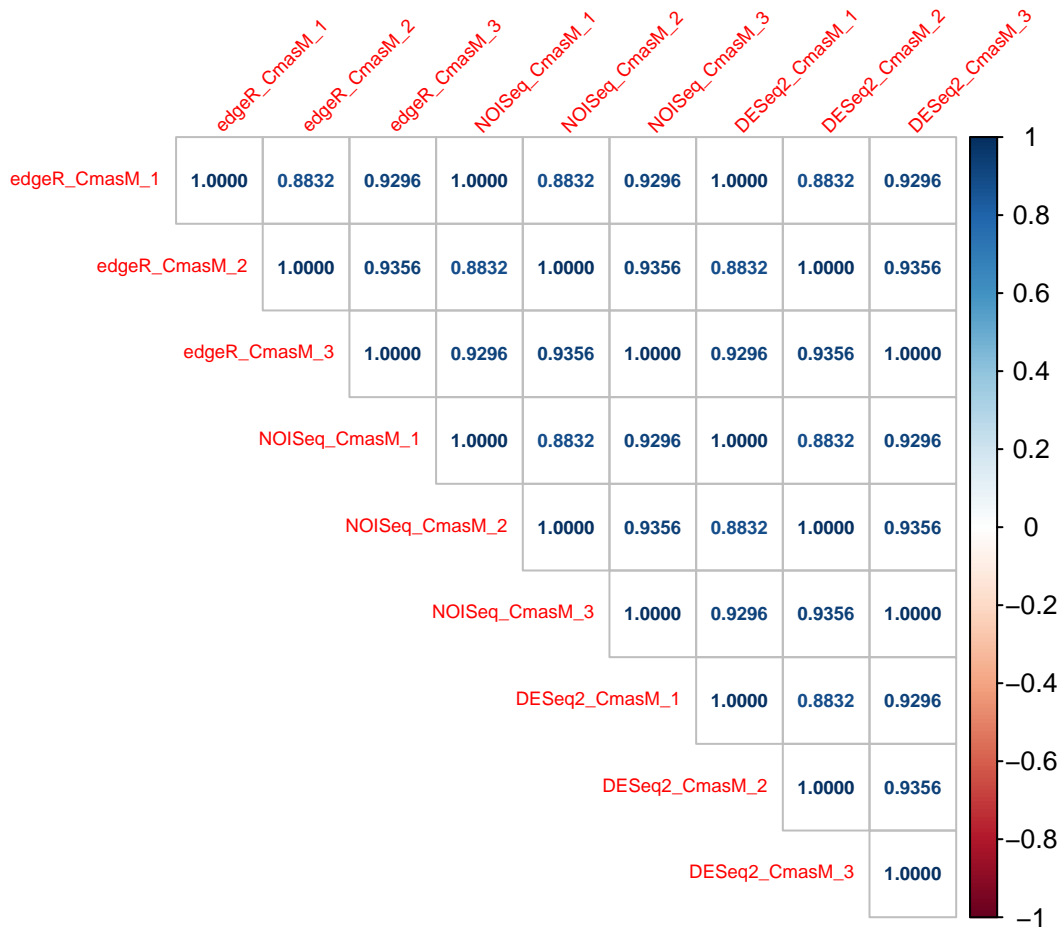 edgeR_CmasM_1
edgeR_CmasM_2
edgeR_CmasM_3
NOISeq_CmasM_1
NOISeq_CmasM_2
NOISeq_CmasM_3
DESeq2_CmasM_1
DESeq2_CmasM_2
DESeq2_CmasM_3
edgeR_CmasM_1 1.0000 0.8832 0.9296 1.0000 0.8832 0.9296 1.0000 0.8832 0.9296
edgeR_CmasM_2 1.0000 0.9356 0.8832 1.0000 0.9356 0.8832 1.0000 0.9356
edgeR_CmasM_3 1.0000 0.9296 0.9356 1.0000 0.9296 0.9356 1.0000
NOISeq_CmasM_1 1.0000 0.8832 0.9296 1.0000 0.8832 0.9296
NOISeq_CmasM_2 1.0000 0.9356 0.8832 1.0000 0.9356
NOISeq_CmasM_3 1.0000 0.9296 0.9356 1.0000
DESeq2_CmasM_1 1.0000 0.8832 0.9296
DESeq2_CmasM_2 1.0000 0.9356
DESeq2_CmasM_3 1.0000
1
0.8
0.6
0.4
0.2
0
−0.2
−0.4
−0.6
−0.8
−1